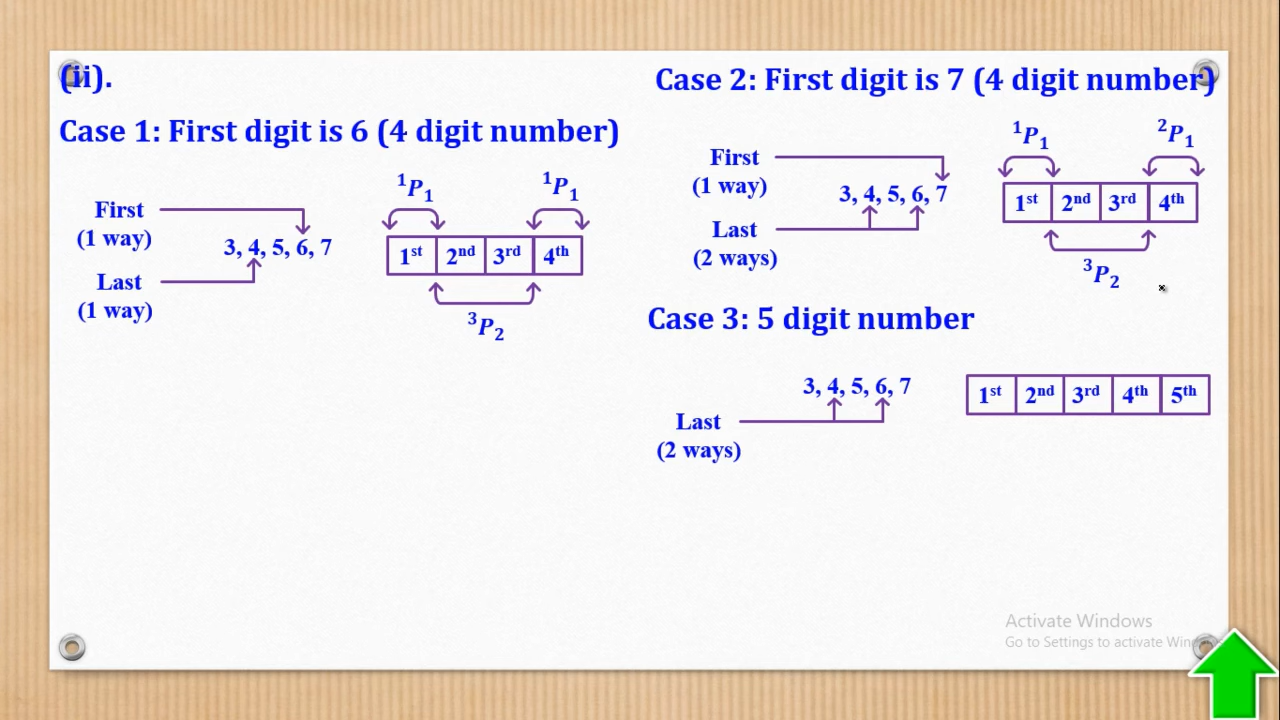 (ii).
Case 1: First digit is 6 (4 digit number)
First
(1 way)
3, 4, 5, 6, 7
Last
(1 way)
¹P₁
¹P₁
1ˢᵗ 2ⁿᵈ 3ʳᵈ 4ᵗʰ
³P₂
Case 2: First digit is 7 (4 digit number)
First
(1 way)
3, 4, 5, 6, 7
Last
(2 ways)
¹P₁
²P₁
1ˢᵗ 2ⁿᵈ 3ʳᵈ 4ᵗʰ
³P₂
Case 3: 5 digit number
3, 4, 5, 6, 7
Last
(2 ways)
1ˢᵗ 2ⁿᵈ 3ʳᵈ 4ᵗʰ 5ᵗʰ
Activate Windows
Go to Settings to activate